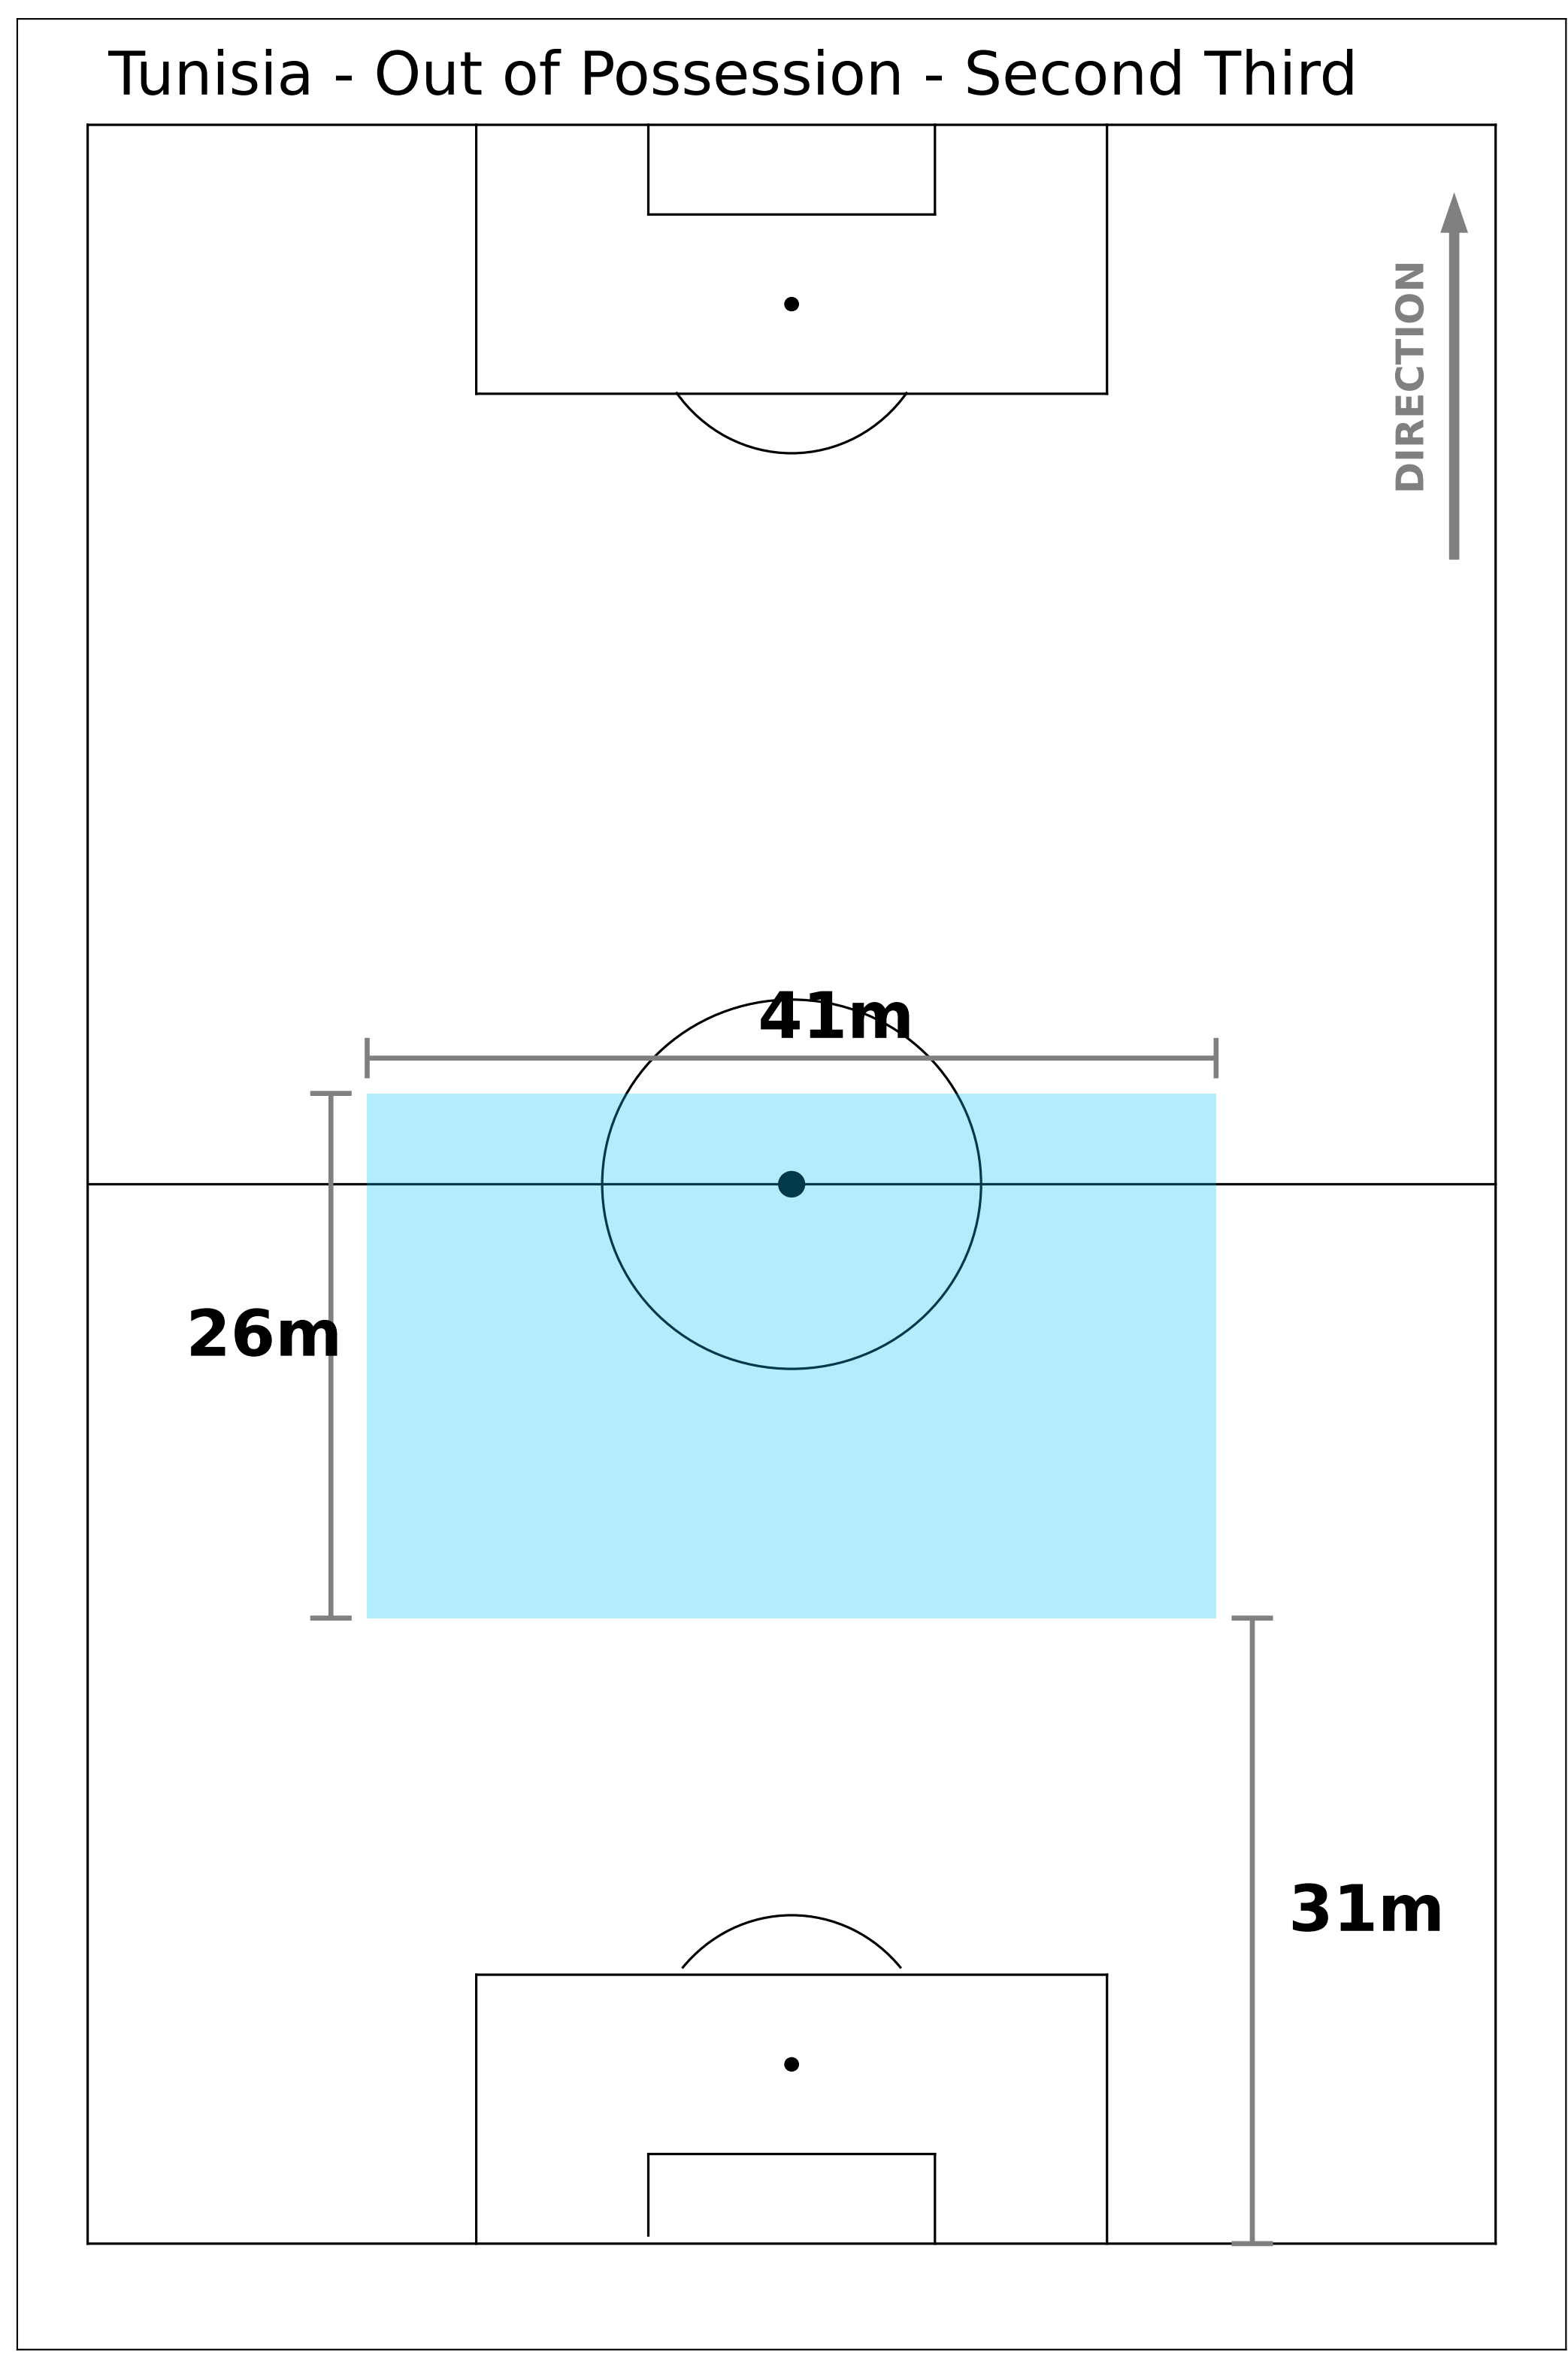 Tunisia - Out of Possession - Second Third
DIRECTION
41m
26m
31m